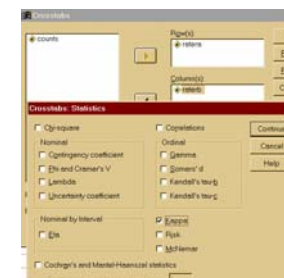 Crosstabs
Row(s):
counts
ratera
Column(s):
raterb
Crosstabs: Statistics
Chi-square
Correlations
Continue
Nominal
Ordinal
Cancel
Contingency coefficient
Gamma
Help
Phi and Cramer's V
Somers' d
Lambda
Kendall's tau-b
Uncertainty coefficient
Kendall's tau-c
Nominal by Interval
Kappa
Eta
Risk
McNemar
Cochran's and Mantel-Haenszel statistics